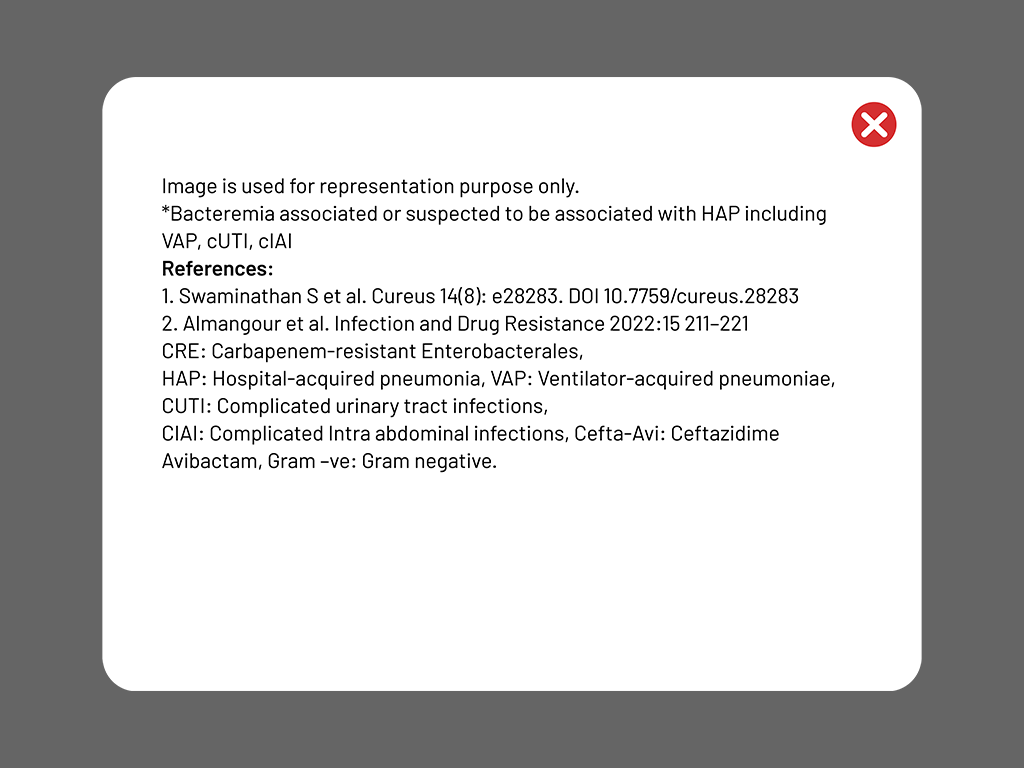 Image is used for representation purpose only.
*Bacteremia associated or suspected to be associated with HAP including
VAP, cUTI, cIAI
References:
1. Swaminathan S et al. Cureus 14(8): e28283. DOI 10.7759/cureus.28283
2. Almangour et al. Infection and Drug Resistance 2022:15 211–221
CRE: Carbapenem-resistant Enterobacterales,
HAP: Hospital-acquired pneumonia, VAP: Ventilator-acquired pneumoniae,
CUTI: Complicated urinary tract infections,
CIAI: Complicated Intra abdominal infections, Cefta-Avi: Ceftazidime
Avibactam, Gram –ve: Gram negative.